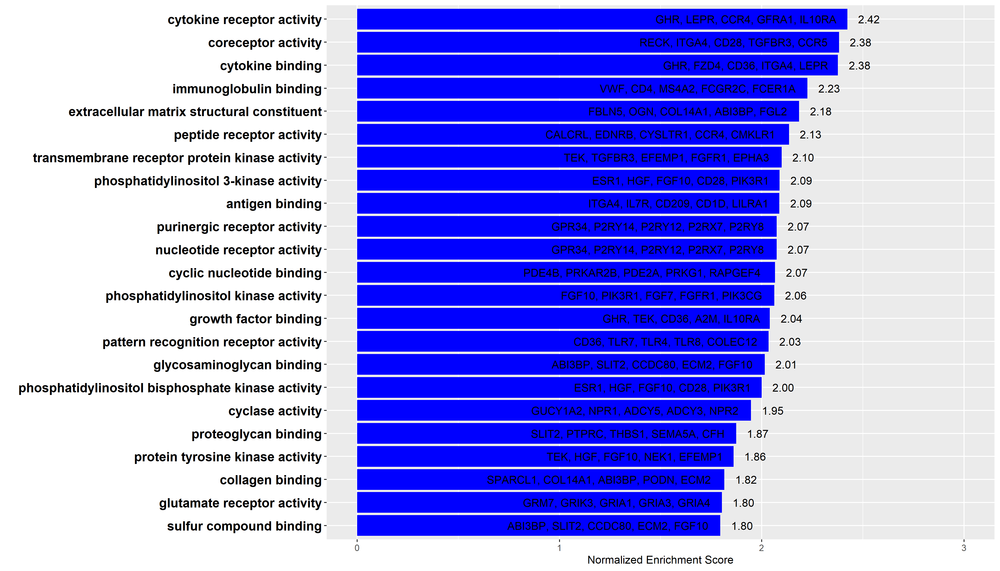 cytokine receptor activity GHR, LEPR, CCR4, GFRA1, IL10RA 2.42
coreceptor activity RECK, ITGA4, CD28, TGFBR3, CCR5 2.38
cytokine binding GHR, FZD4, CD36, ITGA4, LEPR 2.38
immunoglobulin binding VWF, CD4, MS4A2, FCGR2C, FCER1A 2.23
extracellular matrix structural constituent FBLN5, OGN, COL14A1, ABI3BP, FGL2 2.18
peptide receptor activity CALCRL, EDNRB, CYSLTR1, CCR4, CMKLR1 2.13
transmembrane receptor protein kinase activity TEK, TGFBR3, EFEMP1, FGFR1, EPHA3 2.10
phosphatidylinositol 3-kinase activity ESR1, HGF, FGF10, CD28, PIK3R1 2.09
antigen binding ITGA4, IL7R, CD209, CD1D, LILRA1 2.09
purinergic receptor activity GPR34, P2RY14, P2RY12, P2RX7, P2RY8 2.07
nucleotide receptor activity GPR34, P2RY14, P2RY12, P2RX7, P2RY8 2.07
cyclic nucleotide binding PDE4B, PRKAR2B, PDE2A, PRKG1, RAPGEF4 2.07
phosphatidylinositol kinase activity FGF10, PIK3R1, FGF7, FGFR1, PIK3CG 2.06
growth factor binding GHR, TEK, CD36, A2M, IL10RA 2.04
pattern recognition receptor activity CD36, TLR7, TLR4, TLR8, COLEC12 2.03
glycosaminoglycan binding ABI3BP, SLIT2, CCDC80, ECM2, FGF10 2.01
phosphatidylinositol bisphosphate kinase activity ESR1, HGF, FGF10, CD28, PIK3R1 2.00
cyclase activity GUCY1A2, NPR1, ADCY5, ADCY3, NPR2 1.95
proteoglycan binding SLIT2, PTPRC, THBS1, SEMA5A, CFH 1.87
protein tyrosine kinase activity TEK, HGF, FGF10, NEK1, EFEMP1 1.86
collagen binding SPARCL1, COL14A1, ABI3BP, PODN, ECM2 1.82
glutamate receptor activity GRM7, GRIK3, GRIA1, GRIA3, GRIA4 1.80
sulfur compound binding ABI3BP, SLIT2, CCDC80, ECM2, FGF10 1.80
0 1 2 3
Normalized Enrichment Score